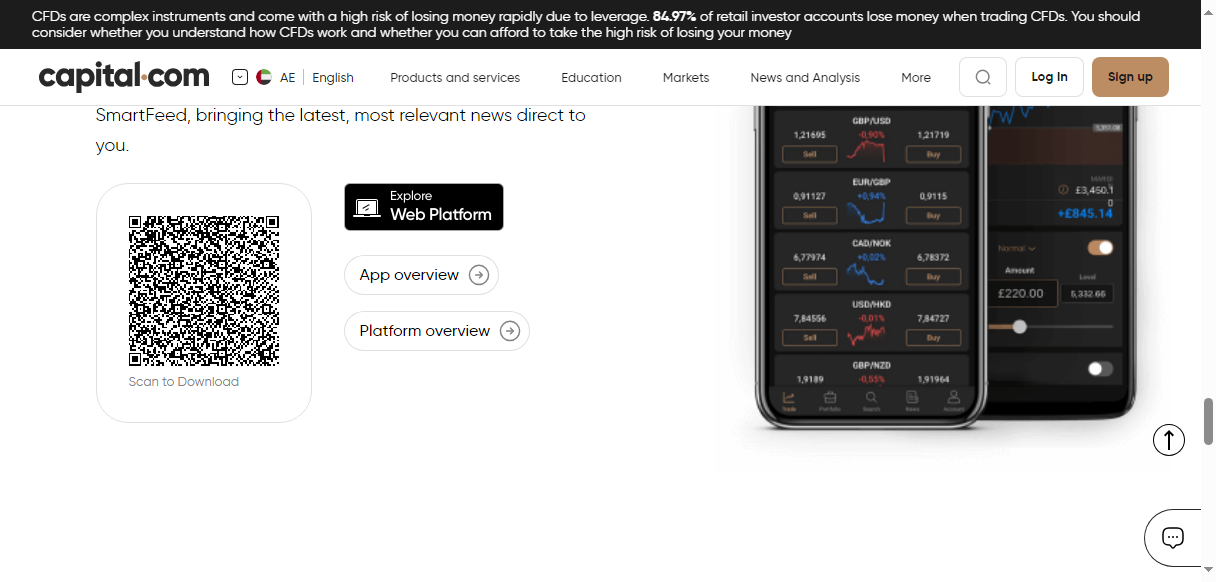 CFDs are complex instruments and come with a high risk of losing money rapidly due to leverage. 84.97% of retail investor accounts lose money when trading CFDs. You should
consider whether you understand how CFDs work and whether you can afford to take the high risk of losing your money
capital.com
AE
English
Products and services
Education
Markets
News and Analysis
More
Log In
Sign up
SmartFeed, bringing the latest, most relevant news direct to
you.
Scan to Download
Explore
Web Platform
App overview
Platform overview
GBP/USD
1,21695
-0,90%
1,21719
Sell
Buy
EUR/GBP
0,91127
+0,94%
0,9115
Sell
Buy
CAD/NOK
6,77974
+0,02%
6,78372
Sell
Buy
USD/HKD
7,84556
-0,01%
7,84727
Sell
Buy
GBP/NZD
1,9189
-0,55%
1,91964
Trade
Portfolio
Search
News
Account
£3,450.1
0
+£845.14
Normal
Amount
Level
£220.00
5,332.66